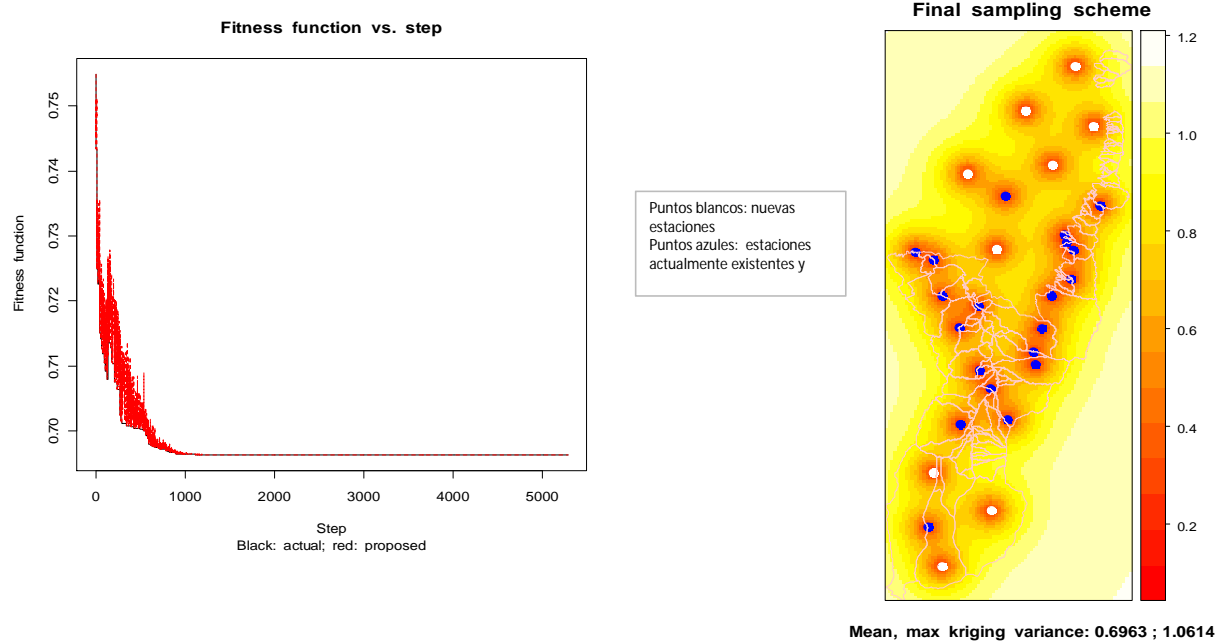 Fitness function vs. step
Fitness function
0.75
0.74
0.73
0.72
0.71
0.70
0
1000
2000
3000
4000
5000
Step
Black: actual; red: proposed
Puntos blancos: nuevas
estaciones
Puntos azules: estaciones
actualmente existentes y
Final sampling scheme
1.2
1.0
0.8
0.6
0.4
0.2
Mean, max kriging variance: 0.6963 ; 1.0614